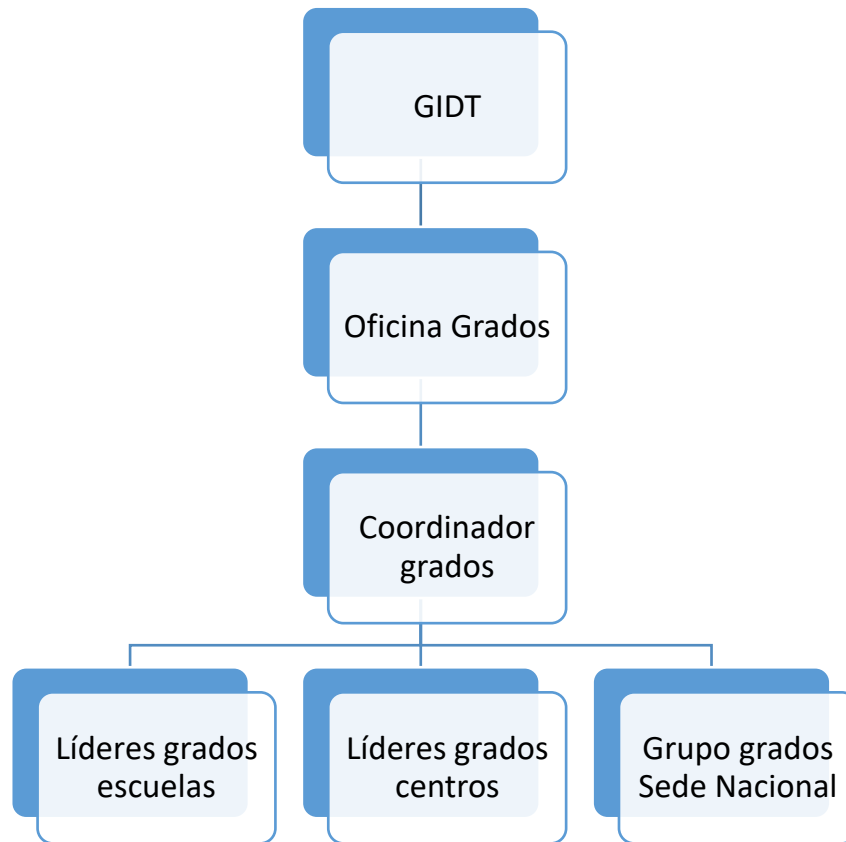 GIDT
Oficina Grados
Coordinador
grados
Líderes grados
escuelas
Líderes grados
centros
Grupo grados
Sede Nacional